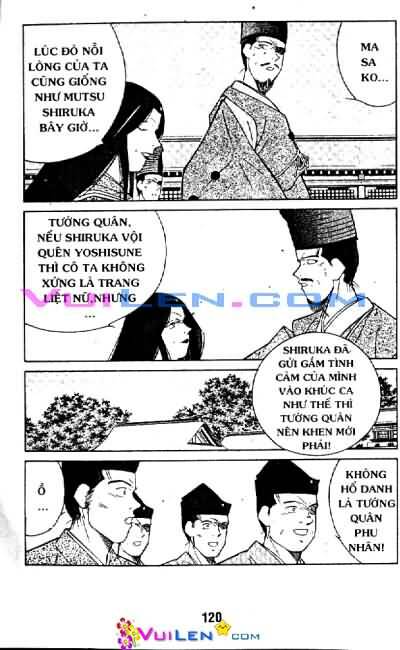 LÚC ĐÓ NỖI
LÒNG CỦA TA
CŨNG GIỐNG
NHƯ MUTSU
SHIRUKA
BÂY GIỜ...
MA
SA
KO...
TƯỚNG QUÂN,
NẾU SHIRUKA VỘI
QUÊN YOSHISUNE
THÌ CÔ TA KHÔNG
XỨNG LÀ TRANG
LIỆT NỮ.NHƯNG
...
VUILEN.COM
SHIRUKA ĐÃ
GỬI GẮM TÌNH
CẢM CỦA MÌNH
VÀO KHÚC CA
NHƯ THẾ THÌ
TƯỚNG QUÂN
NÊN KHEN MỚI
PHẢI!
Ồ
...
KHÔNG
HỔ DANH
LÀ TƯỚNG
QUÂN
PHU
NHÂN!
120
VUILEN.COM